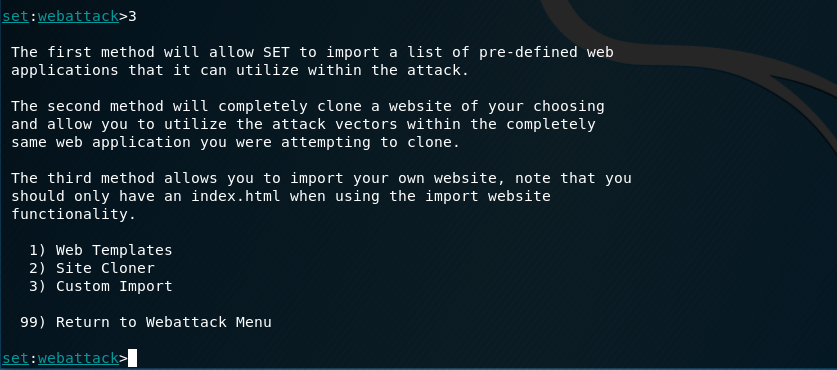 set:webattack>3
The first method will allow SET to import a list of pre-defined web
applications that it can utilize within the attack.
The second method will completely clone a website of your choosing
and allow you to utilize the attack vectors within the completely
same web application you were attempting to clone.
The third method allows you to import your own website, note that you
should only have an index.html when using the import website
functionality.
1) Web Templates
2) Site Cloner
3) Custom Import
99) Return to Webattack Menu
set:webattack>